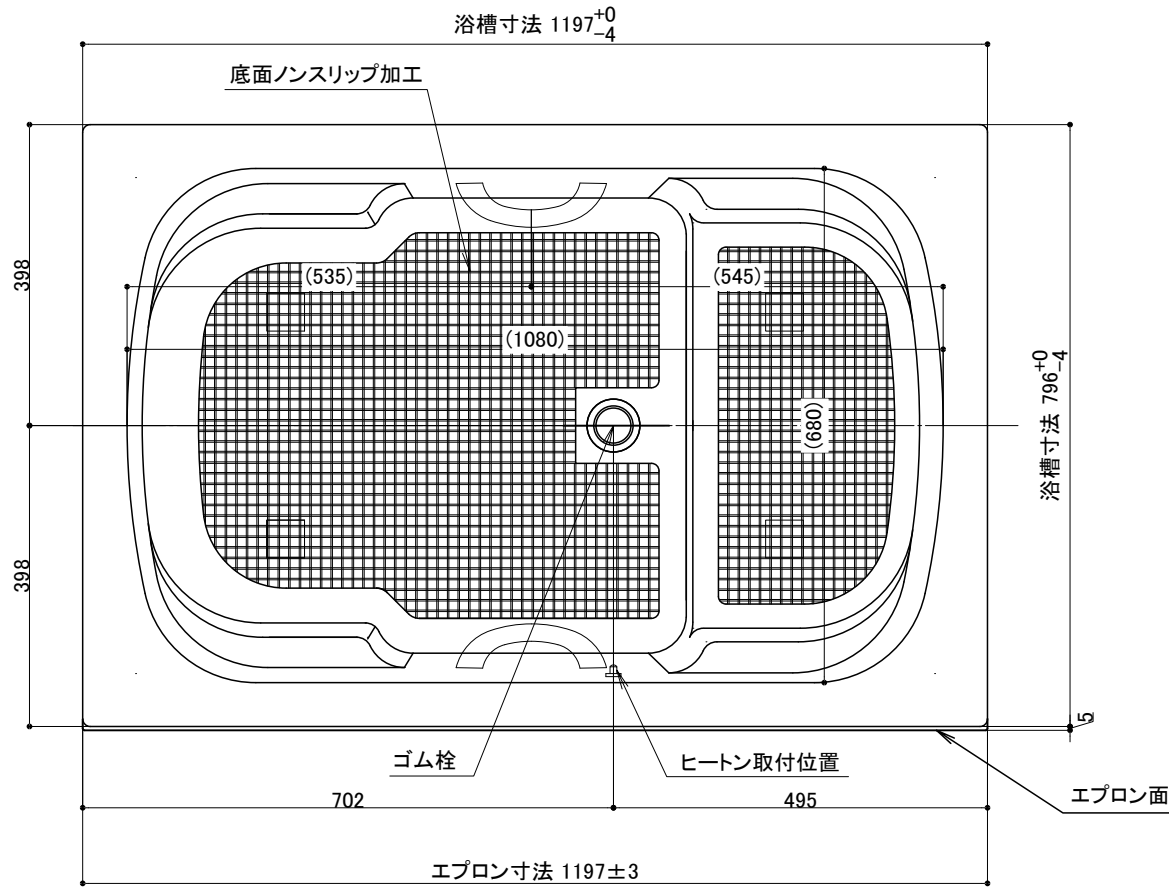 浴槽寸法 1197+0 -4
底面ノンスリップ加工
398
(535)
(545)
(1080)
(680)
浴槽寸法 796+0 -4
398
5
ゴム栓
ヒートン取付位置
エプロン面
702
495
エプロン寸法 1197±3